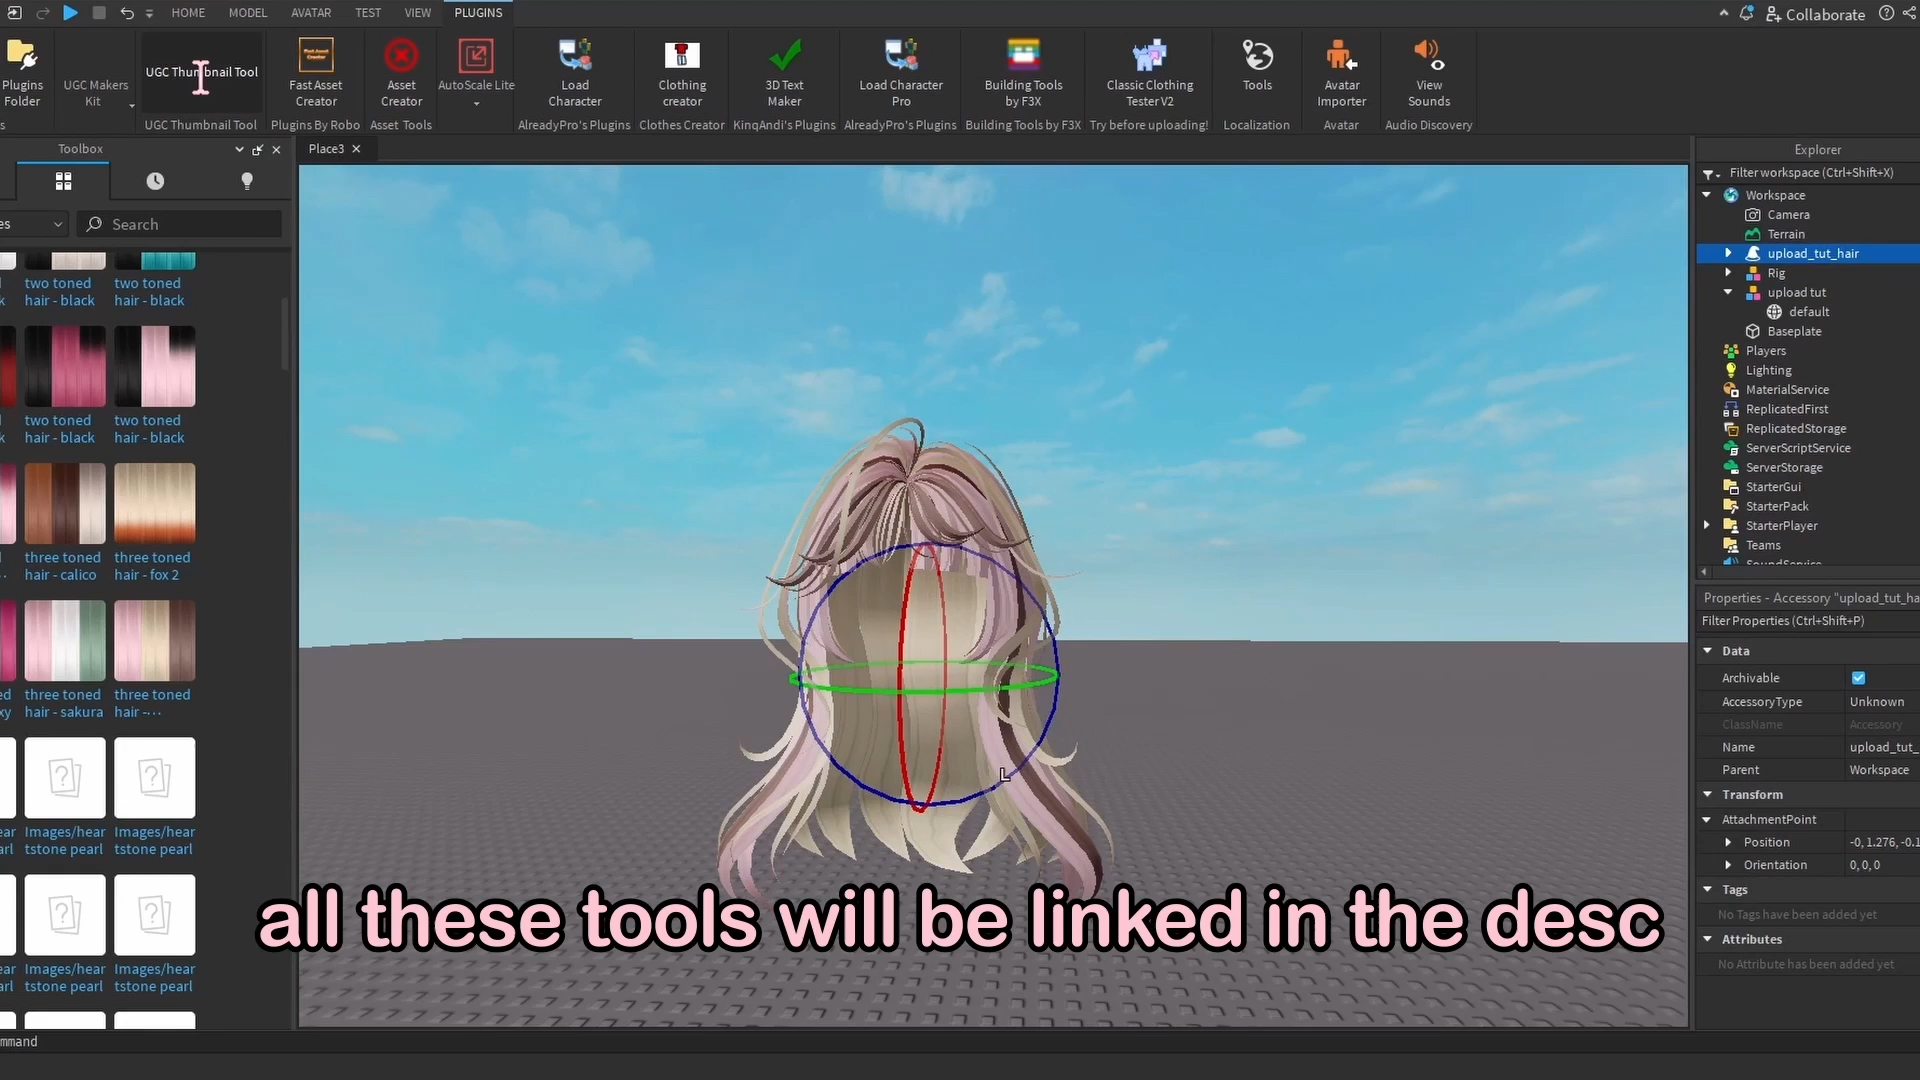 HOME MODEL AVATAR TEST VIEW PLUGINS
Collaborate
Plugins
Folder
UGC Makers
Kit
UGC Thumbnail Tool
Fast Asset
Creator
Asset
Creator
AutoScale Lite
Load
Character
Clothing
creator
3D Text
Maker
Load Character
Pro
Building Tools
by F3X
Classic Clothing
Tester V2
Tools
Avatar
Importer
View
Sounds
s
UGC Thumbnail Tool
Plugins By Robo
Asset Tools
AlreadyPro's Plugins
Clothes Creator
KinqAndi's Plugins
AlreadyPro's Plugins
Building Tools by F3X
Try before uploading!
Localization
Avatar
Audio Discovery
Toolbox
es
Search
two toned
hair - black
two toned
hair - black
two toned
hair - black
two toned
hair - black
three toned
hair - calico
three toned
hair - fox 2
three toned
hair - sakura
three toned
hair -...
Images/hear
tstone pearl
Images/hear
tstone pearl
Images/hear
tstone pearl
Images/hear
tstone pearl
Place3
all these tools will be linked in the desc
Explorer
Filter workspace (Ctrl+Shift+X)
Workspace
Camera
Terrain
upload_tut_hair
Rig
upload tut
default
Baseplate
Players
Lighting
MaterialService
ReplicatedFirst
ReplicatedStorage
ServerScriptService
ServerStorage
StarterGui
StarterPack
StarterPlayer
Teams
SoundService
Properties - Accessory "upload_tut_ha
Filter Properties (Ctrl+Shift+P)
Data
Archivable
AccessoryType Unknown
ClassName Accessory
Name upload_tut_
Parent Workspace
Transform
AttachmentPoint
Position -0, 1.276, -0.1
Orientation 0, 0, 0
Tags
No Tags have been added yet
Attributes
No Attribute has been added yet
mmand